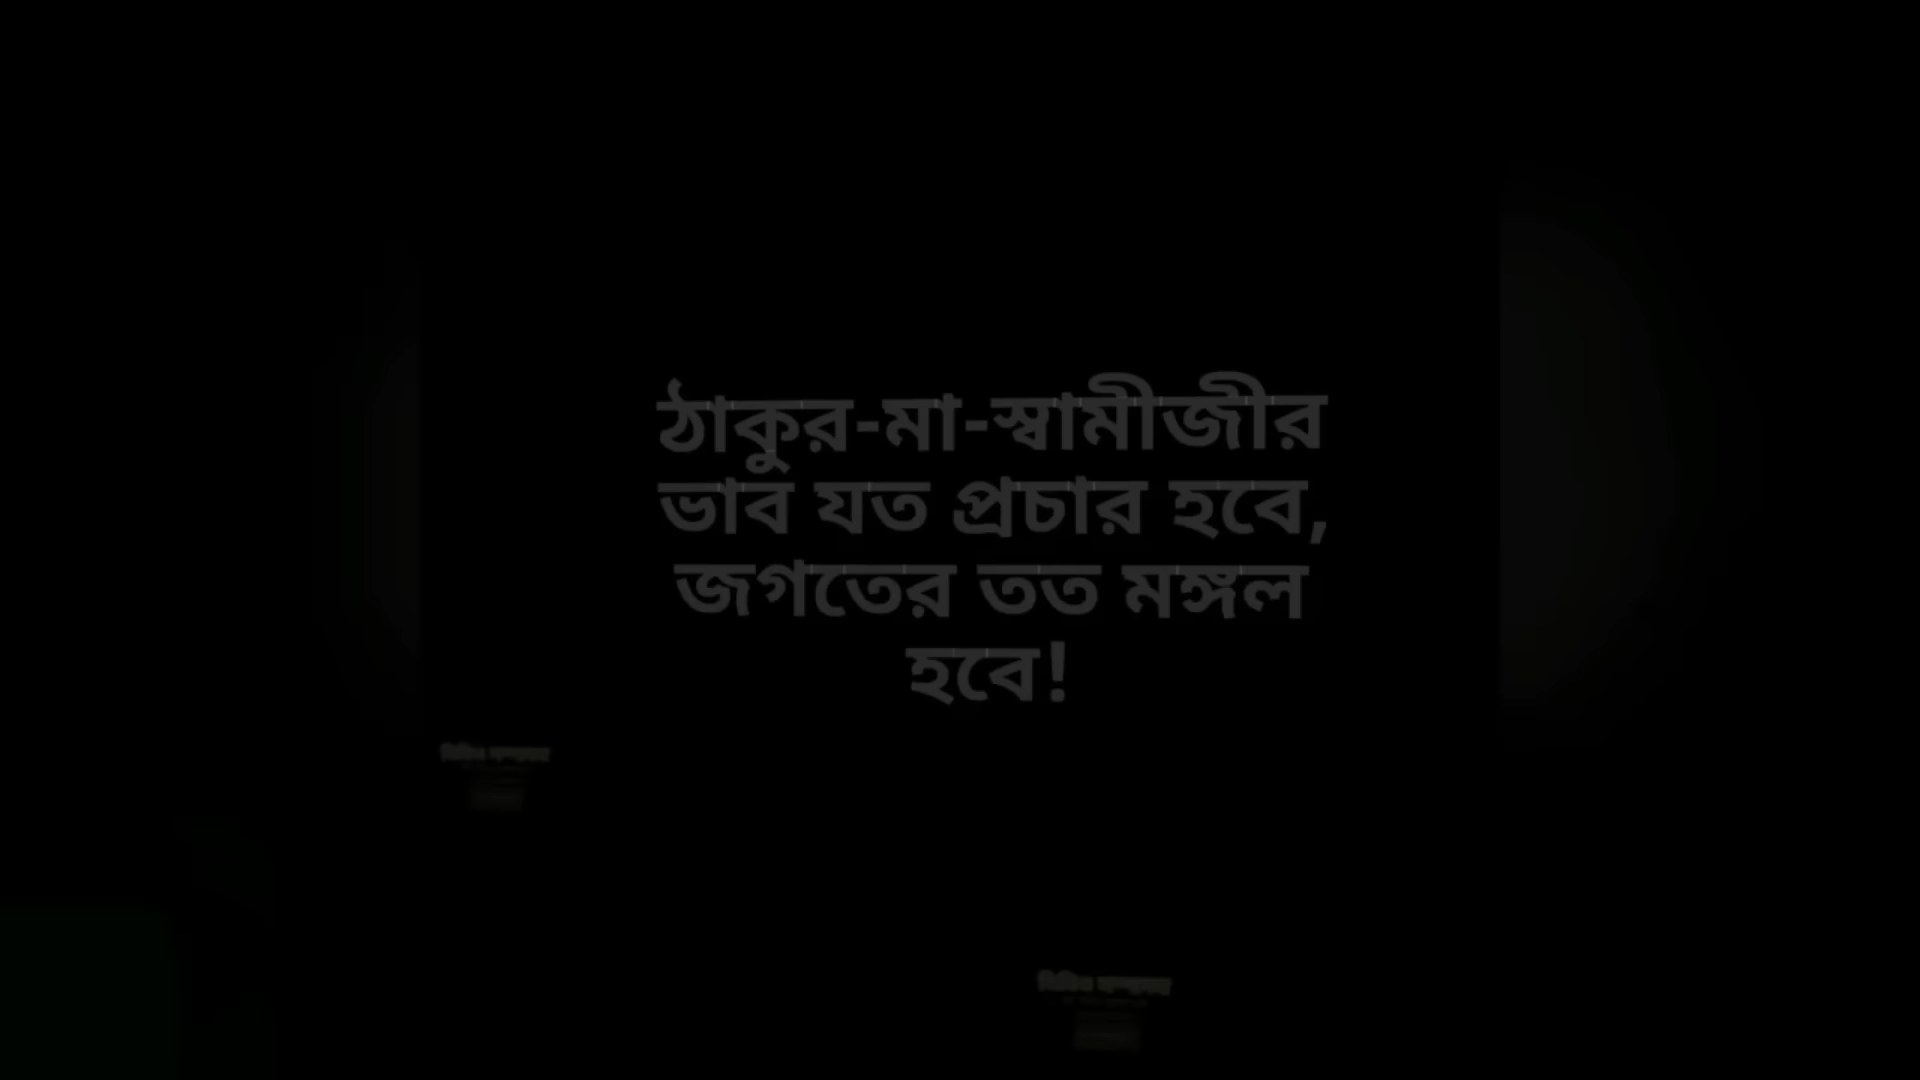 ঠাকুর-মা-স্বামীজীর
ভাব যত প্রচার হবে,
জগতের তত মঙ্গল
হবে!